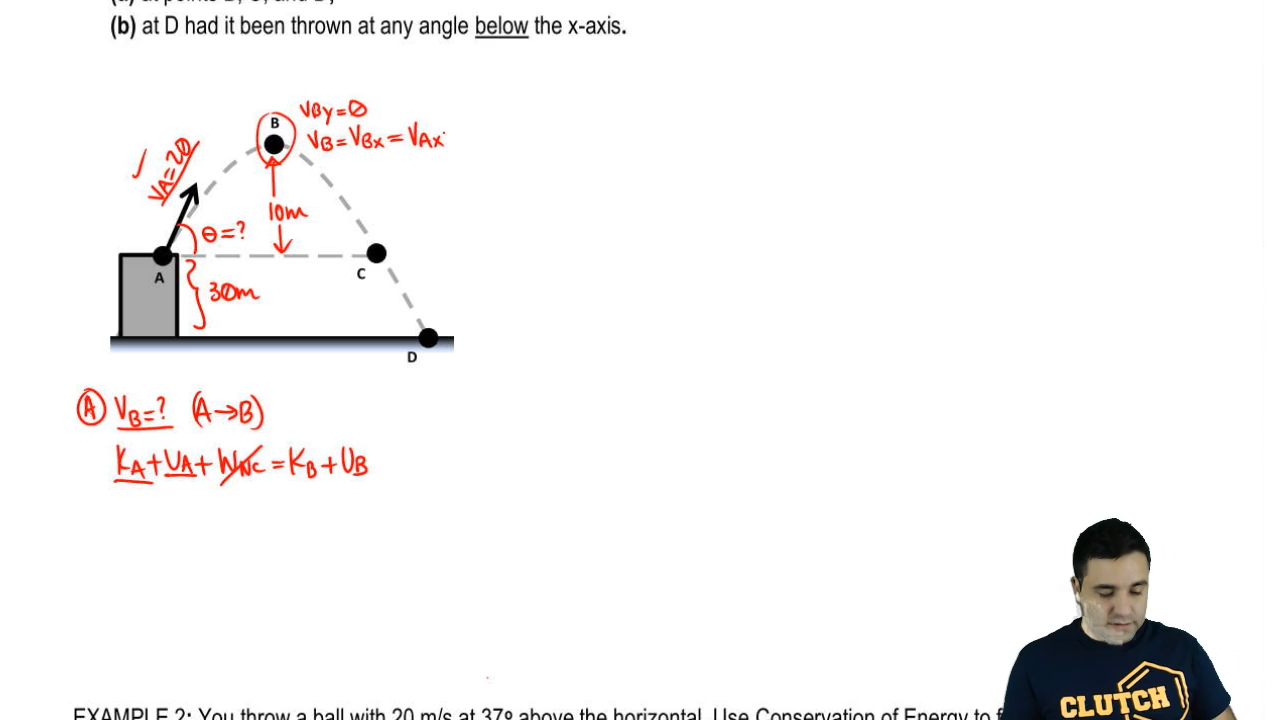 (b) at D had it been thrown at any angle below the x-axis.
VBy=0
B
VB=VBx=VAx
VA=20
10m
θ=?
A
C
30m
D
(A) VB=? (A→B)
KA+UA+WNC=KB+UB
CLUTCH
EXAMPLE 2: You throw a ball with 20 m/s at 37º above the horizontal. Use Conservation of Energy to